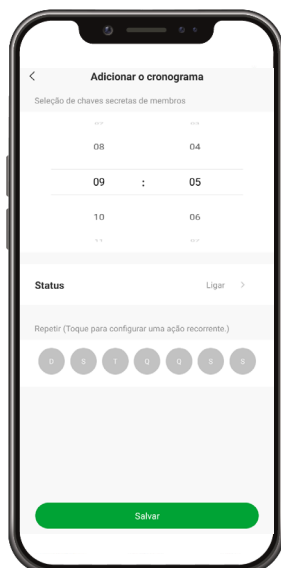 Adicionar o cronograma
Seleção de chaves secretas de membros
08 04
09 : 05
10 06
Status Ligar
Repetir (Toque para configurar uma ação recorrente.)
D S T Q Q S S
Salvar